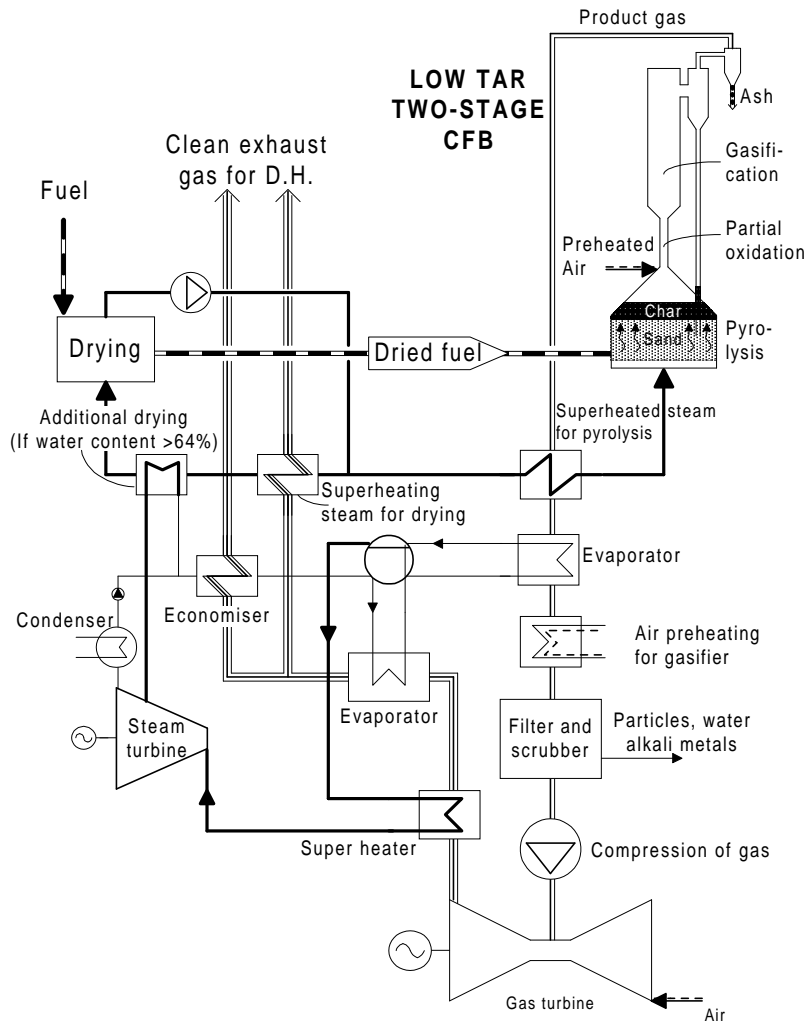 Product gas
LOW TAR
TWO-STAGE
CFB
Ash
Clean exhaust
gas for D.H.
Gasifi-
cation
Fuel
Partial
oxidation
Preheated
Air
Char
Sand
Pyro-
lysis
Drying
Dried fuel
Additional drying
(If water content >64%)
Superheated steam
for pyrolysis
Superheating
steam for drying
Evaporator
Economiser
Condenser
Air preheating
for gasifier
Evaporator
Steam
turbine
Filter and
scrubber
Particles, water
alkali metals
Super heater
Compression of gas
Gas turbine
Air